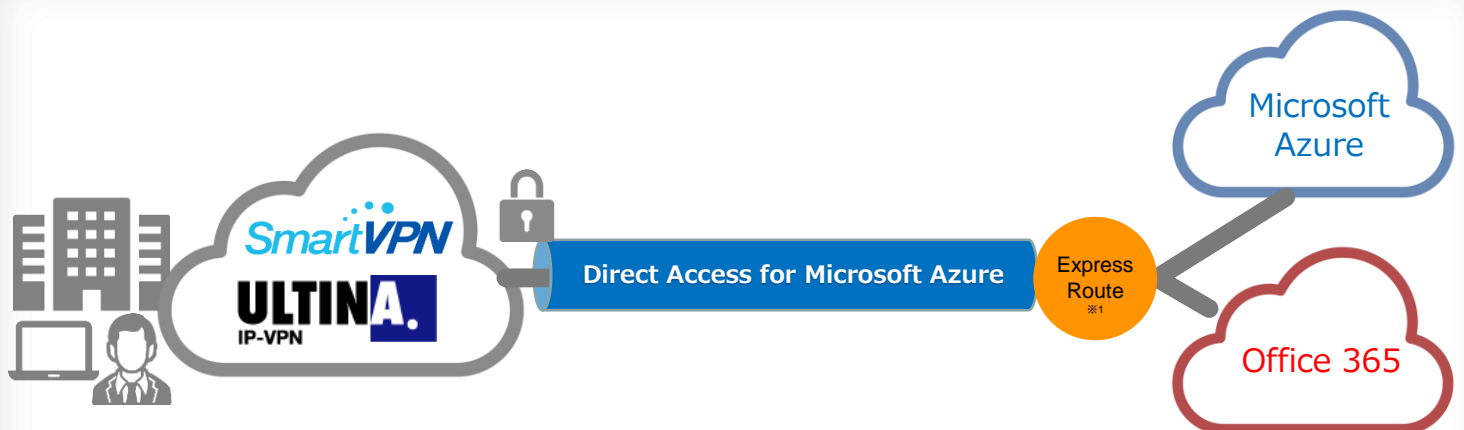 SmartVPN
ULTINA.
IP-VPN
Direct Access for Microsoft Azure
Express
Route
※1
Microsoft
Azure
Office 365